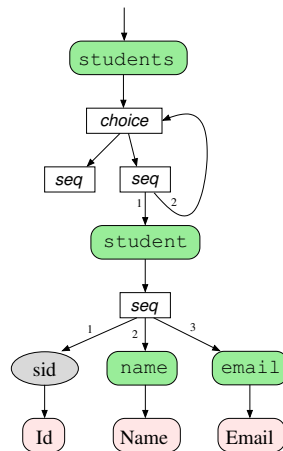 students
choice
seq
seq
1
2
student
seq
1
2
3
sid
name
email
Id
Name
Email